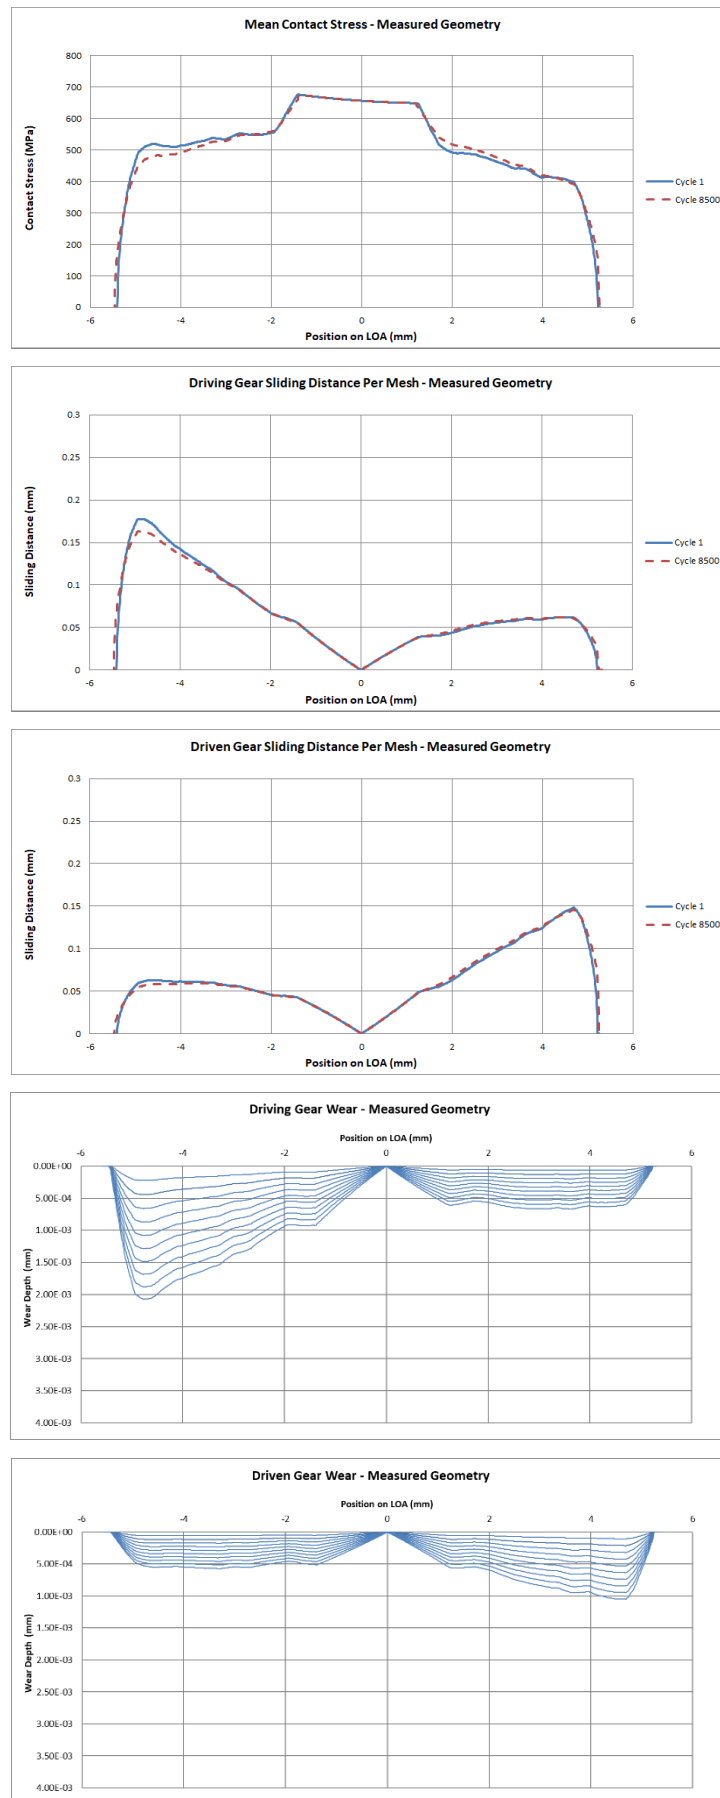 Mean Contact Stress - Measured Geometry
800
700
600
500
400
300
200
100
0
Contact Stress (MPa)
-6 -4 -2 0 2 4 6
Position on LOA (mm)
Cycle 1
Cycle 8500
Driving Gear Sliding Distance Per Mesh - Measured Geometry
0.3
0.25
0.2
0.15
0.1
0.05
0
Sliding Distance (mm)
-6 -4 -2 0 2 4 6
Position on LOA (mm)
Cycle 1
Cycle 8500
Driven Gear Sliding Distance Per Mesh - Measured Geometry
0.3
0.25
0.2
0.15
0.1
0.05
0
Sliding Distance (mm)
-6 -4 -2 0 2 4 6
Position on LOA (mm)
Cycle 1
Cycle 8500
Driving Gear Wear - Measured Geometry
Position on LOA (mm)
-6 -4 -2 0 2 4 6
0.00E+00
5.00E-04
1.00E-03
1.50E-03
2.00E-03
2.50E-03
3.00E-03
3.50E-03
4.00E-03
Wear Depth (mm)
Driven Gear Wear - Measured Geometry
Position on LOA (mm)
-6 -4 -2 0 2 4 6
0.00E+00
5.00E-04
1.00E-03
1.50E-03
2.00E-03
2.50E-03
3.00E-03
3.50E-03
4.00E-03
Wear Depth (mm)